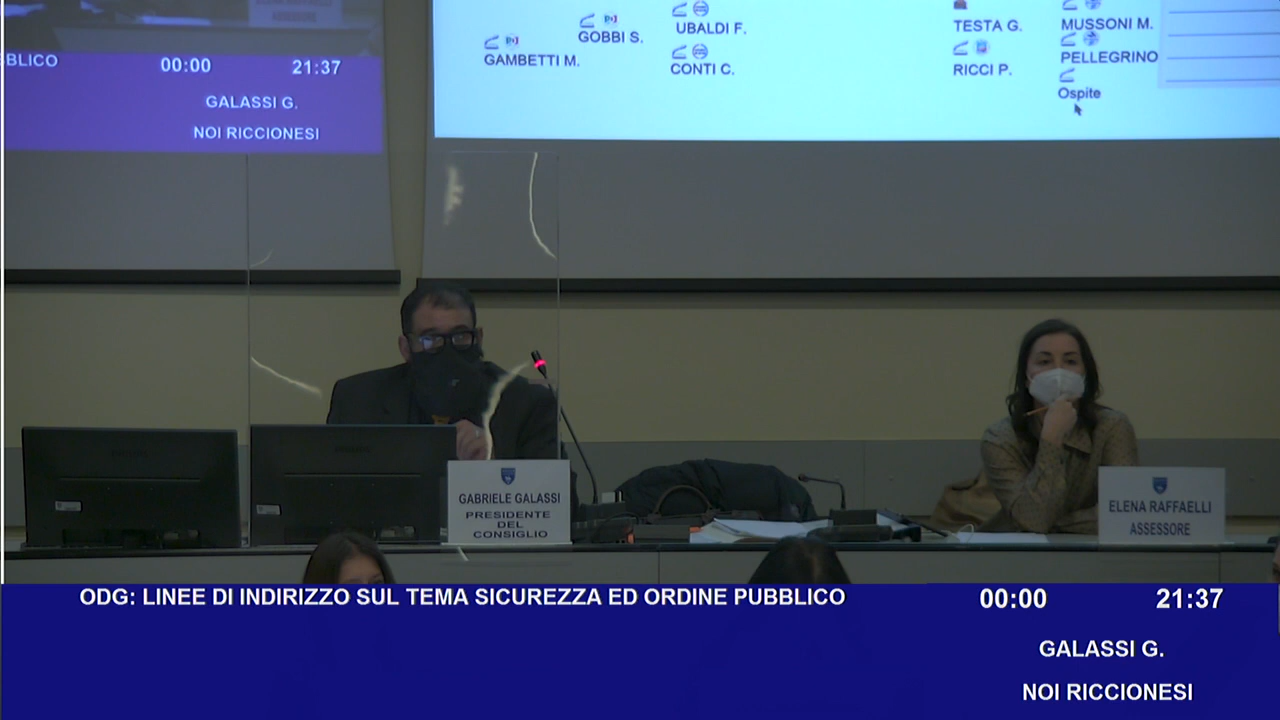 ASSESSORE
BBLICO 00:00 21:37
GALASSI G.
NOI RICCIONESI
GAMBETTI M.
GOBBI S.
UBALDI F.
CONTI C.
TESTA G.
RICCI P.
MUSSONI M.
PELLEGRINO
Ospite
GABRIELE GALASSI
PRESIDENTE
DEL
CONSIGLIO
ELENA RAFFAELLI
ASSESSORE
ODG: LINEE DI INDIRIZZO SUL TEMA SICUREZZA ED ORDINE PUBBLICO 00:00 21:37
GALASSI G.
NOI RICCIONESI